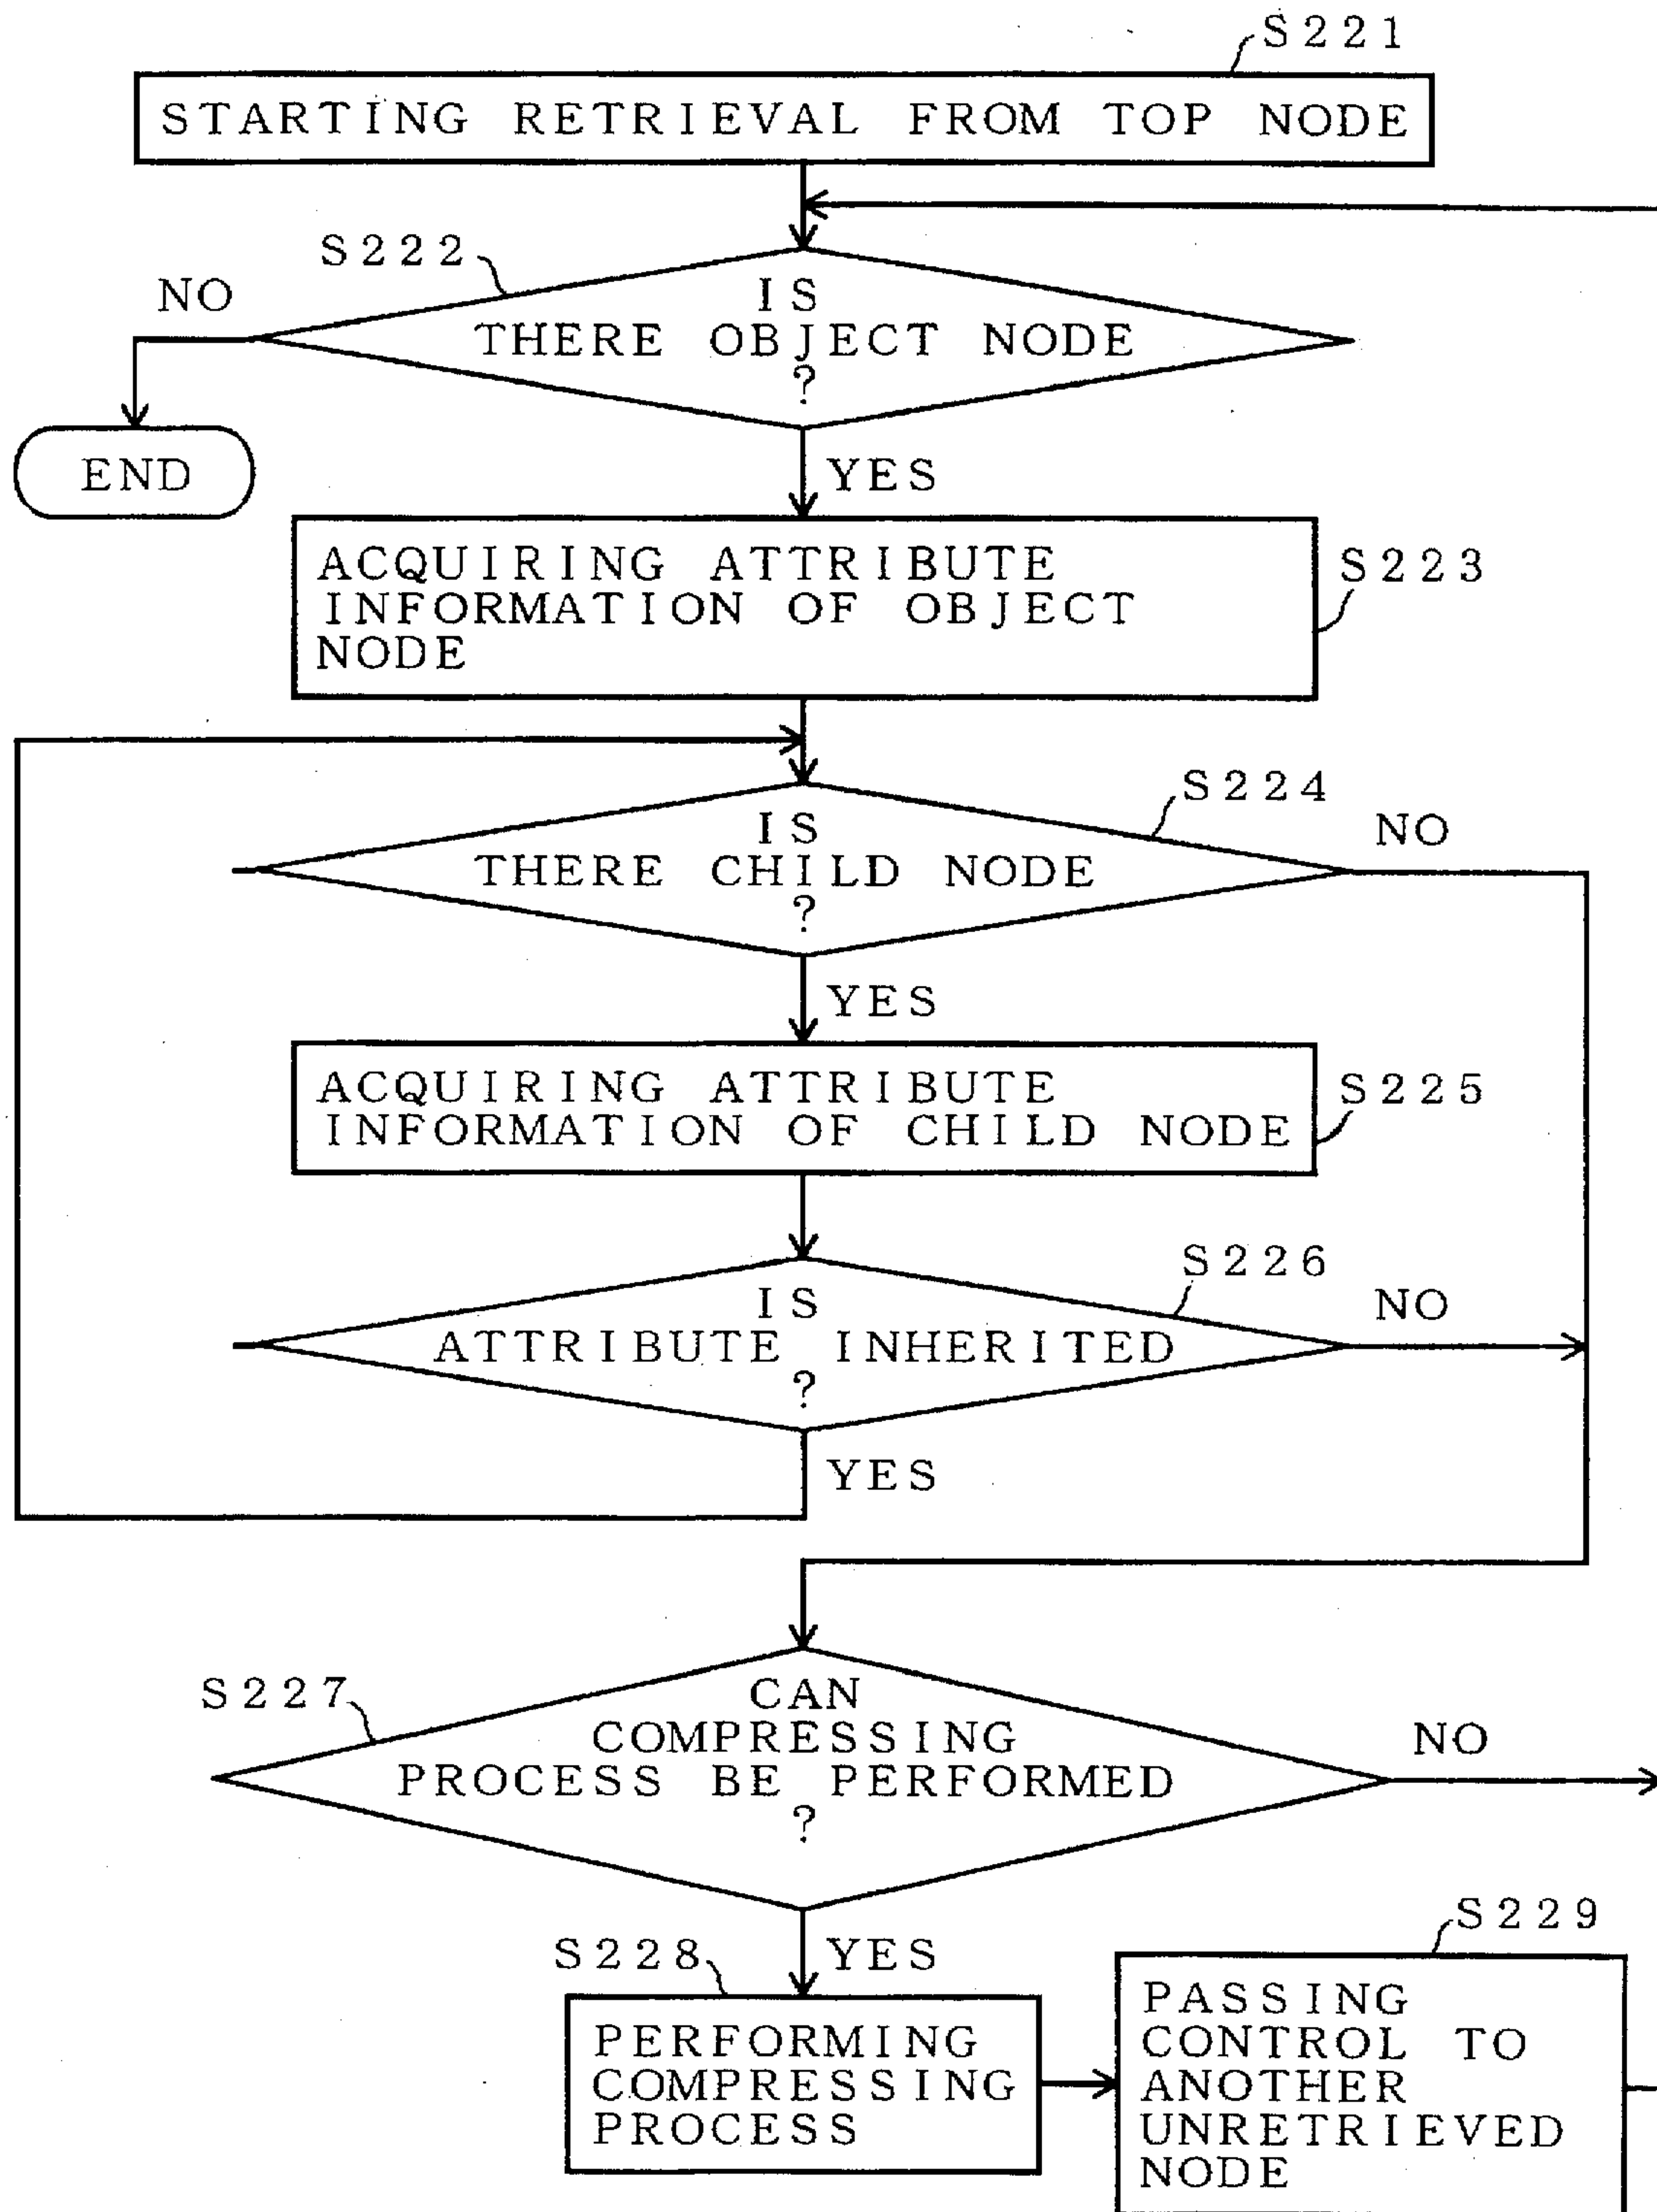 S221
STARTING RETRIEVAL FROM TOP NODE
S222
NO
IS
THERE OBJECT NODE
?
END
YES
ACQUIRING ATTRIBUTE
INFORMATION OF OBJECT
NODE
S223
S224
IS
THERE CHILD NODE
?
NO
YES
ACQUIRING ATTRIBUTE
INFORMATION OF CHILD NODE
S225
S226
IS
ATTRIBUTE INHERITED
?
NO
YES
S227
CAN
COMPRESSING
PROCESS BE PERFORMED
?
NO
YES
S228
PERFORMING
COMPRESSING
PROCESS
S229
PASSING
CONTROL TO
ANOTHER
UNRETRIEVED
NODE